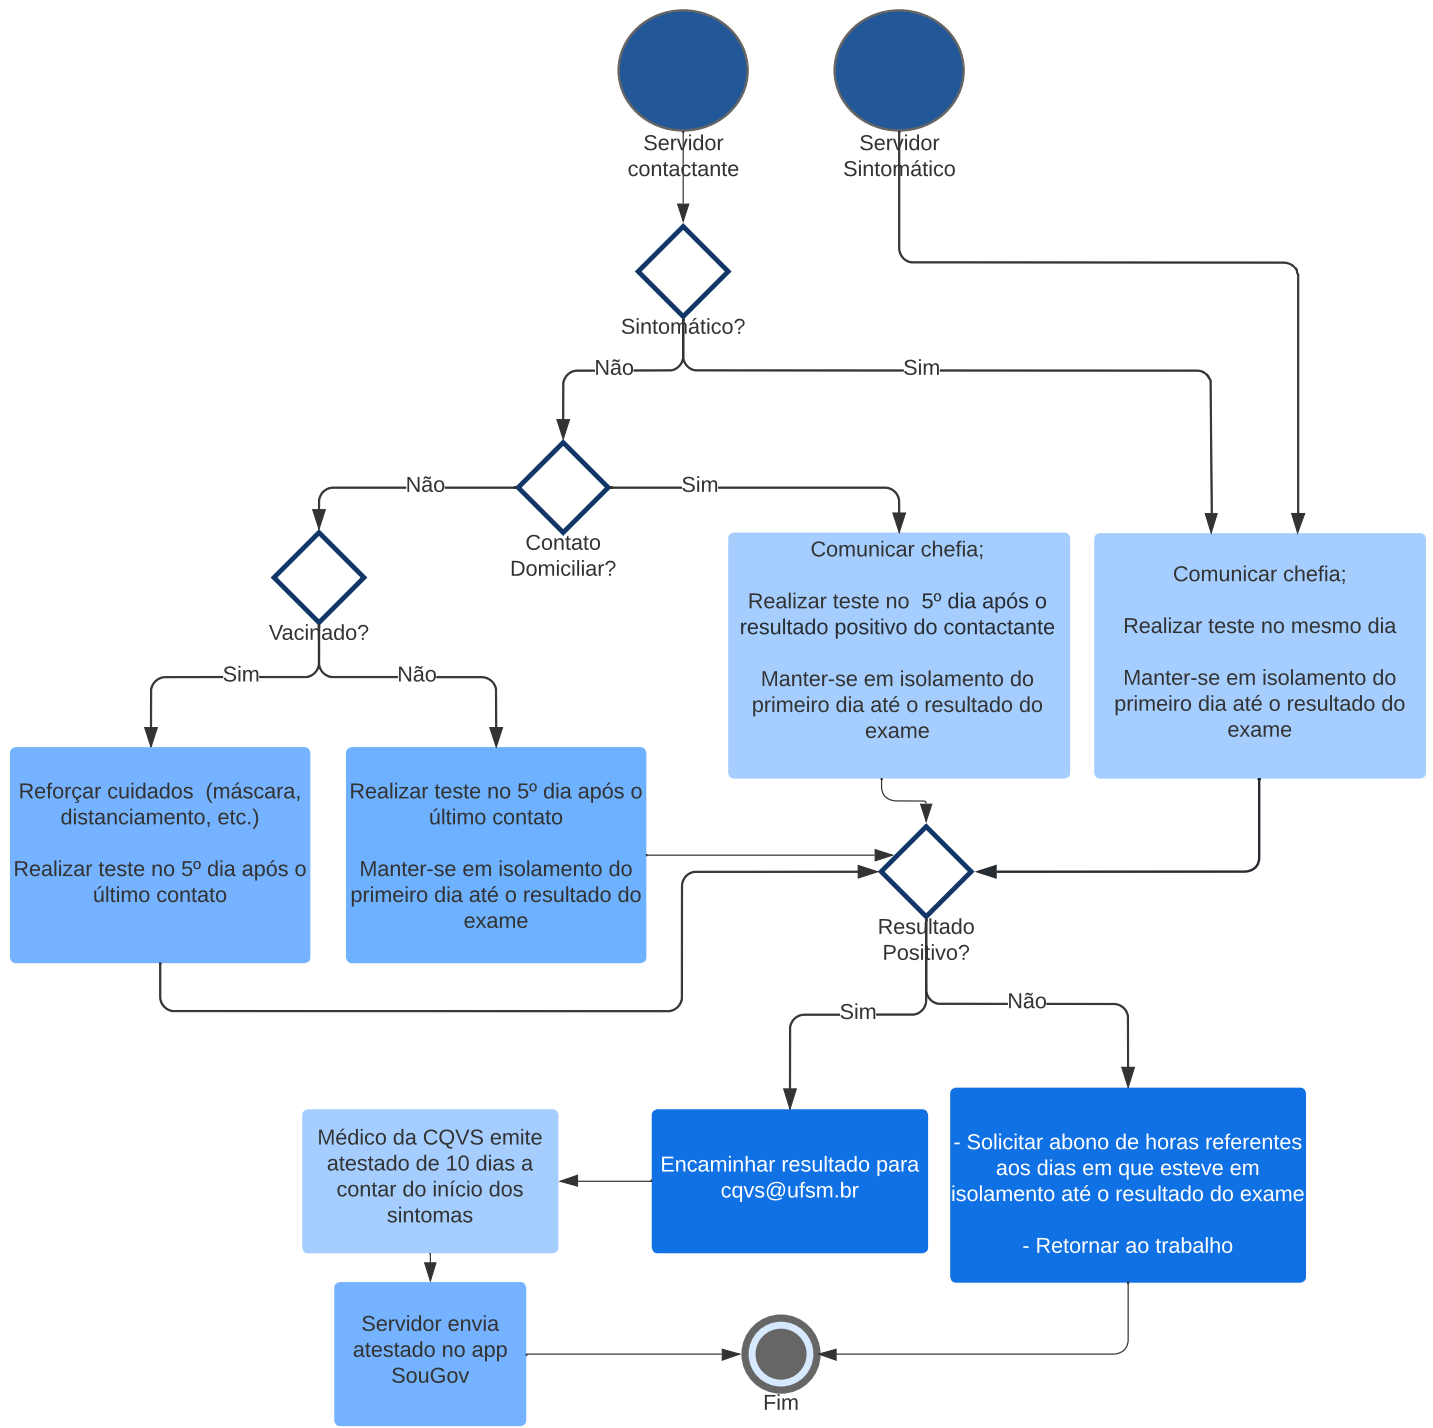 Servidor
contactante
Servidor
Sintomático
Sintomático?
Não
Sim
Não
Sim
Contato
Domiciliar?
Vacinado?
Sim
Não
Comunicar chefia;
Realizar teste no  5º dia após o
resultado positivo do contactante
Manter-se em isolamento do
primeiro dia até o resultado do
exame
Comunicar chefia;
Realizar teste no mesmo dia
Manter-se em isolamento do
primeiro dia até o resultado do
exame
Reforçar cuidados  (máscara,
distanciamento, etc.)
Realizar teste no 5º dia após o
último contato
Realizar teste no 5º dia após o
último contato
Manter-se em isolamento do
primeiro dia até o resultado do
exame
Resultado
Positivo?
Sim
Não
Médico da CQVS emite
atestado de 10 dias a
contar do início dos
sintomas
Encaminhar resultado para
cqvs@ufsm.br
- Solicitar abono de horas referentes
aos dias em que esteve em
isolamento até o resultado do exame
- Retornar ao trabalho
Servidor envia
atestado no app
SouGov
Fim